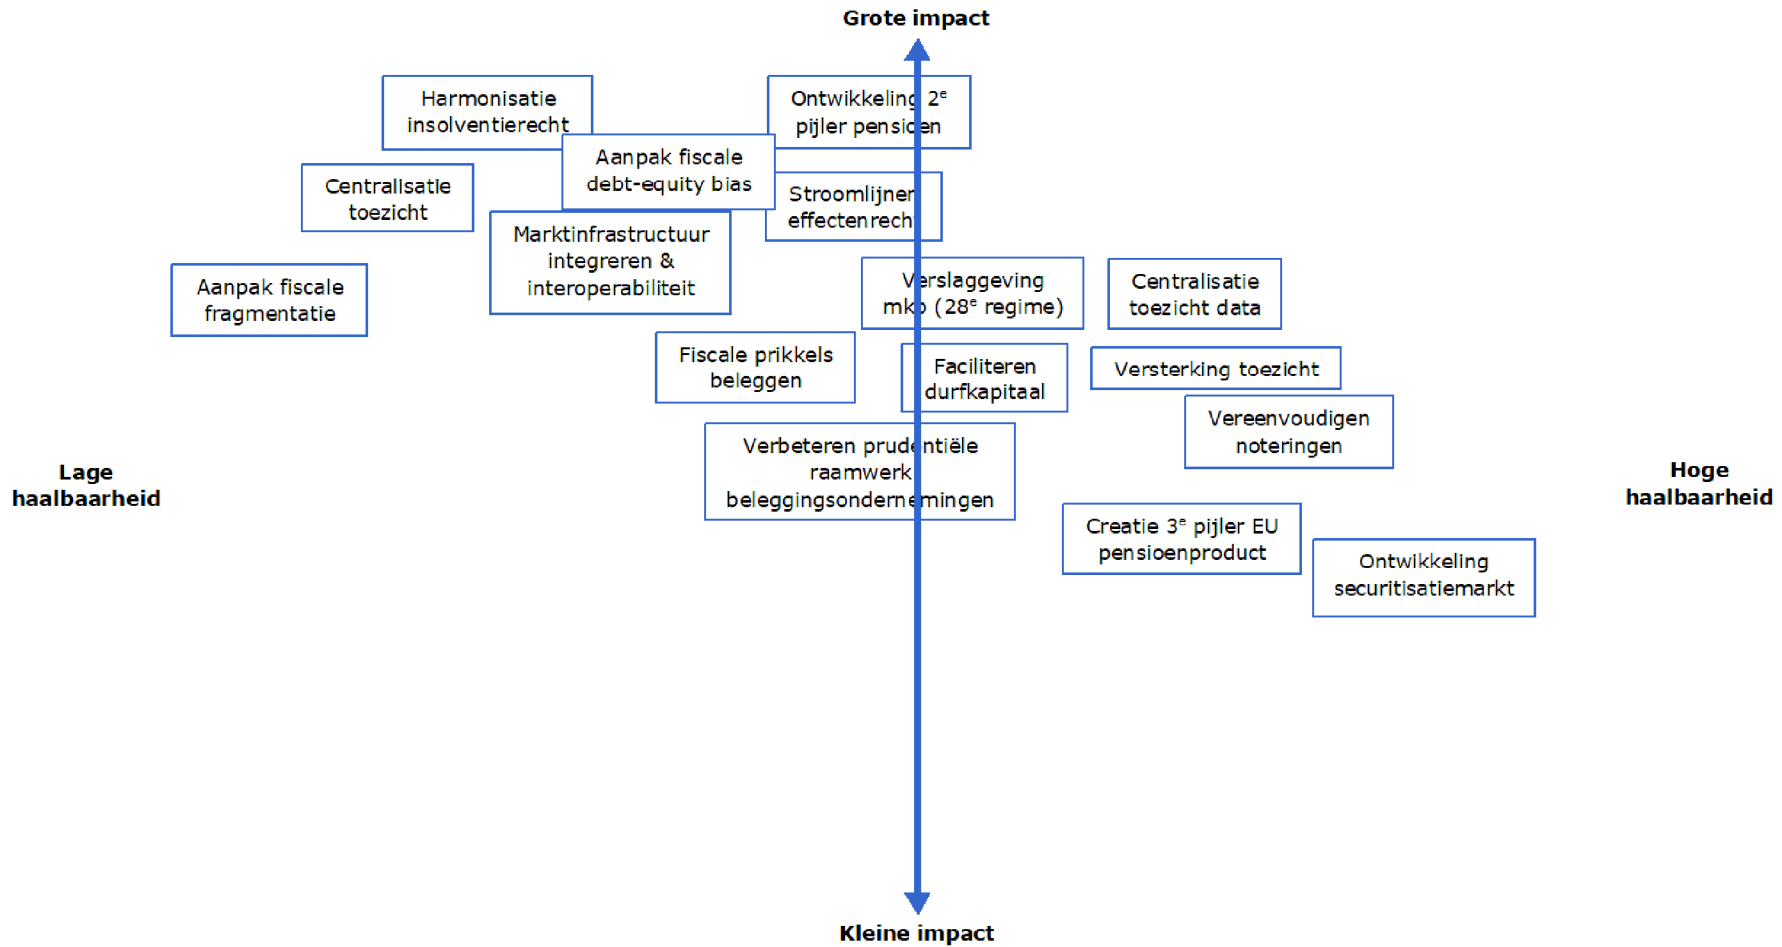 Grote impact
Harmonisatie
insolventierecht
Ontwikkeling 2e
pijler pensioen
Aanpak fiscale
debt-equity bias
Centralisatie
toezicht
Stroomlijnen
effectenrecht
Marktinfrastructuur
integreren &
interoperabiliteit
Aanpak fiscale
fragmentatie
Verslaggeving
mkb (28e regime)
Centralisatie
toezicht data
Fiscale prikkels
beleggen
Faciliteren
durfkapitaal
Versterking toezicht
Vereenvoudigen
noteringen
Verbeteren prudentiële
raamwerk
beleggingsondernemingen
Lage
haalbaarheid
Hoge
haalbaarheid
Creatie 3e pijler EU
pensioenproduct
Ontwikkeling
securitisatiemarkt
Kleine impact